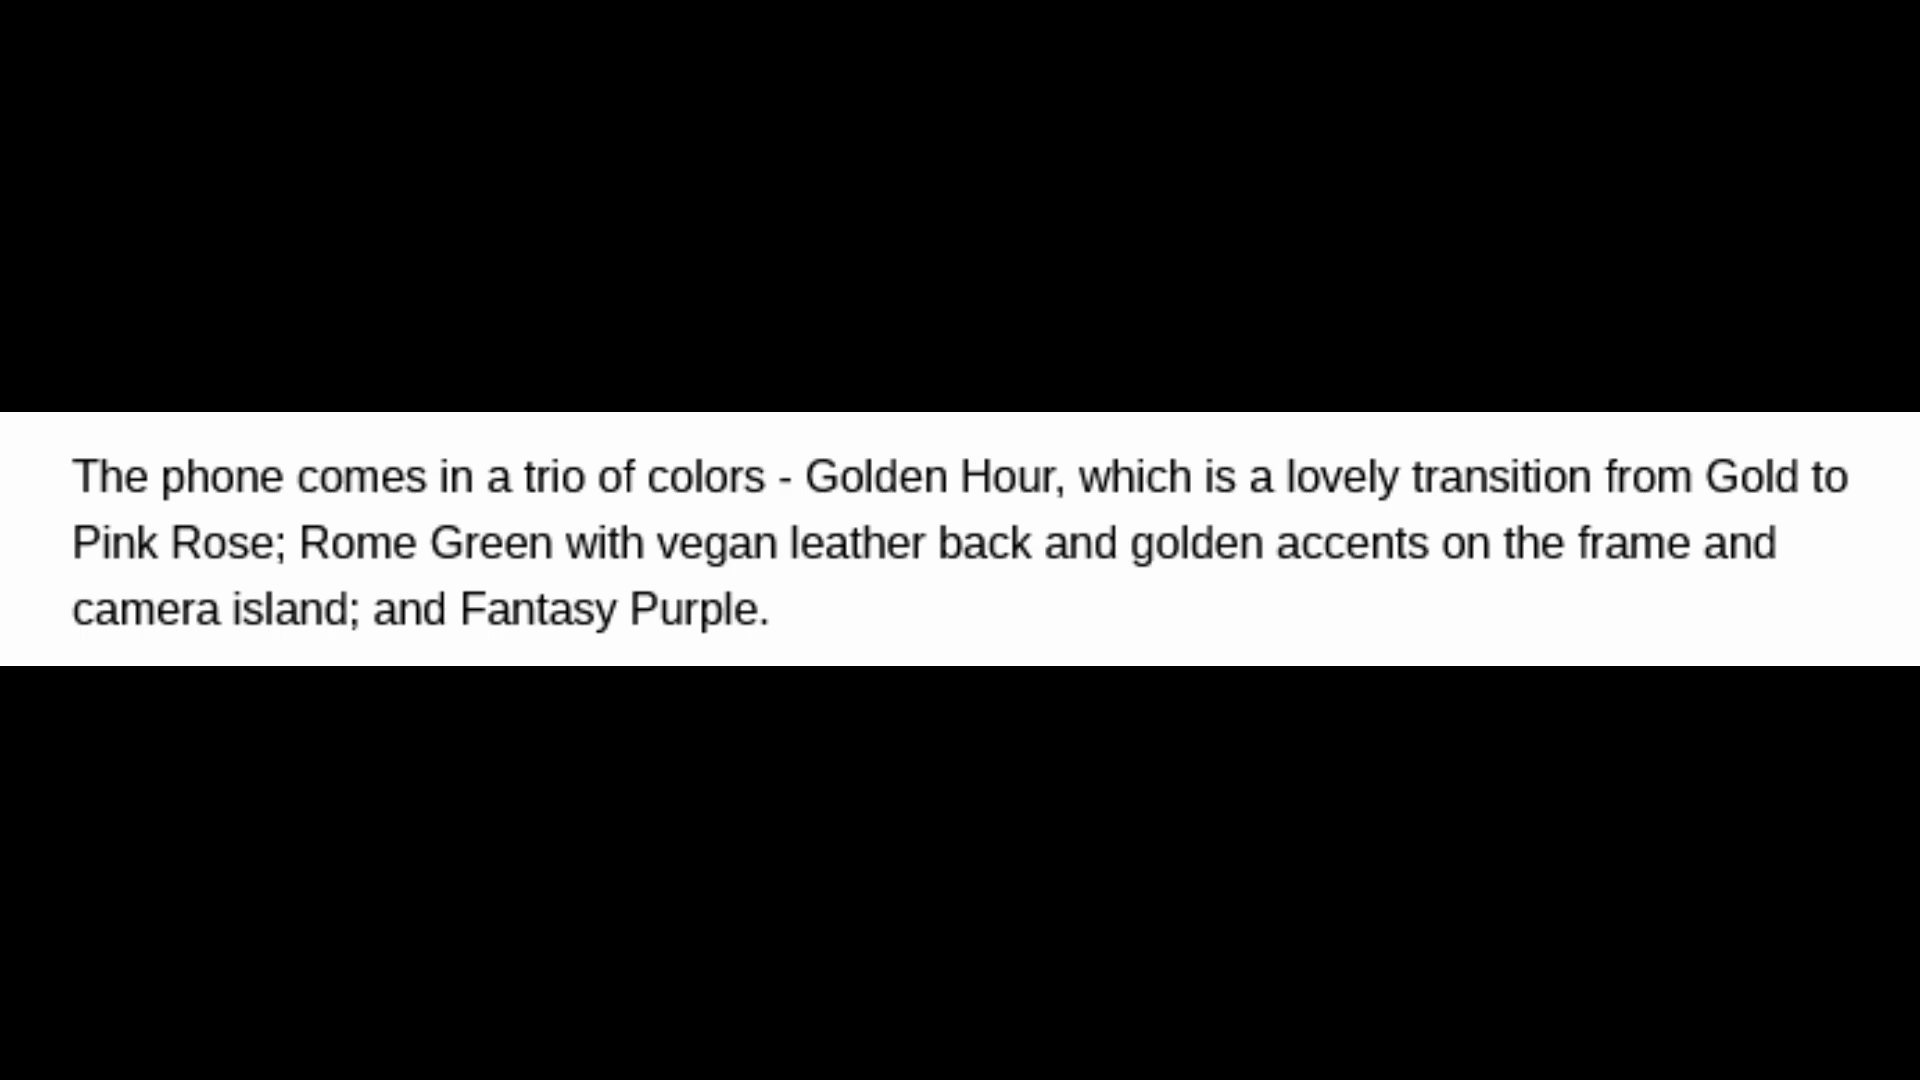 The phone comes in a trio of colors - Golden Hour, which is a lovely transition from Gold to
Pink Rose; Rome Green with vegan leather back and golden accents on the frame and
camera island; and Fantasy Purple.